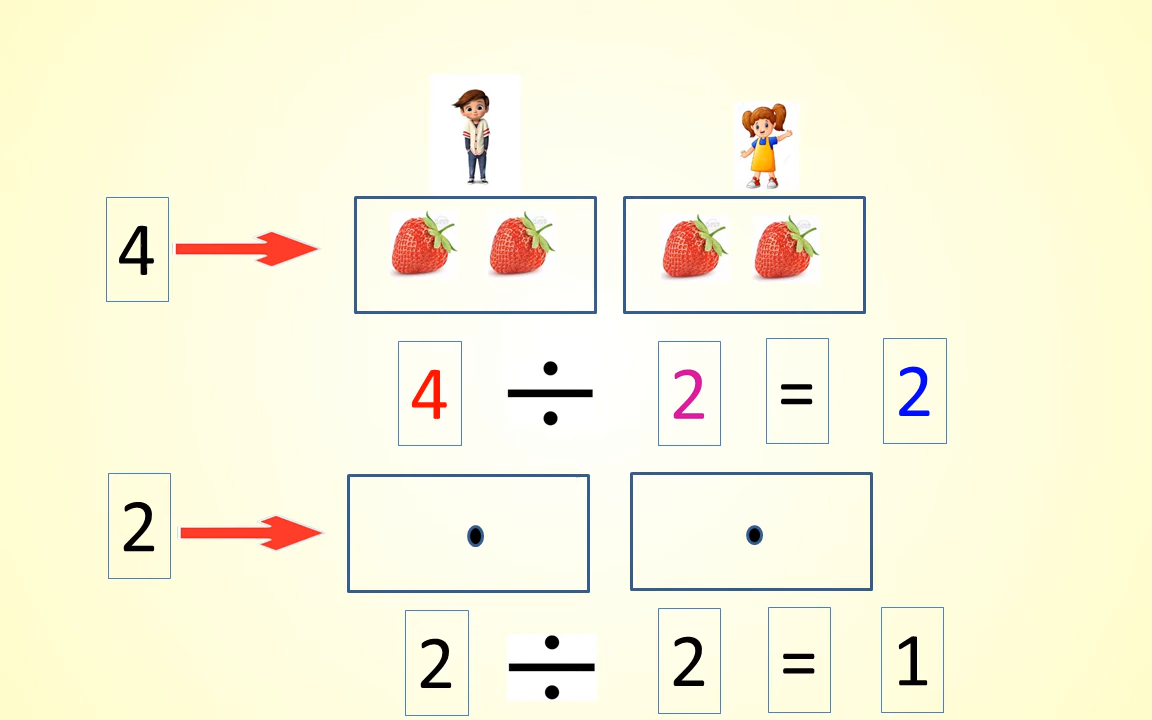 4
4 ÷ 2 = 2
2
2 ÷ 2 = 1